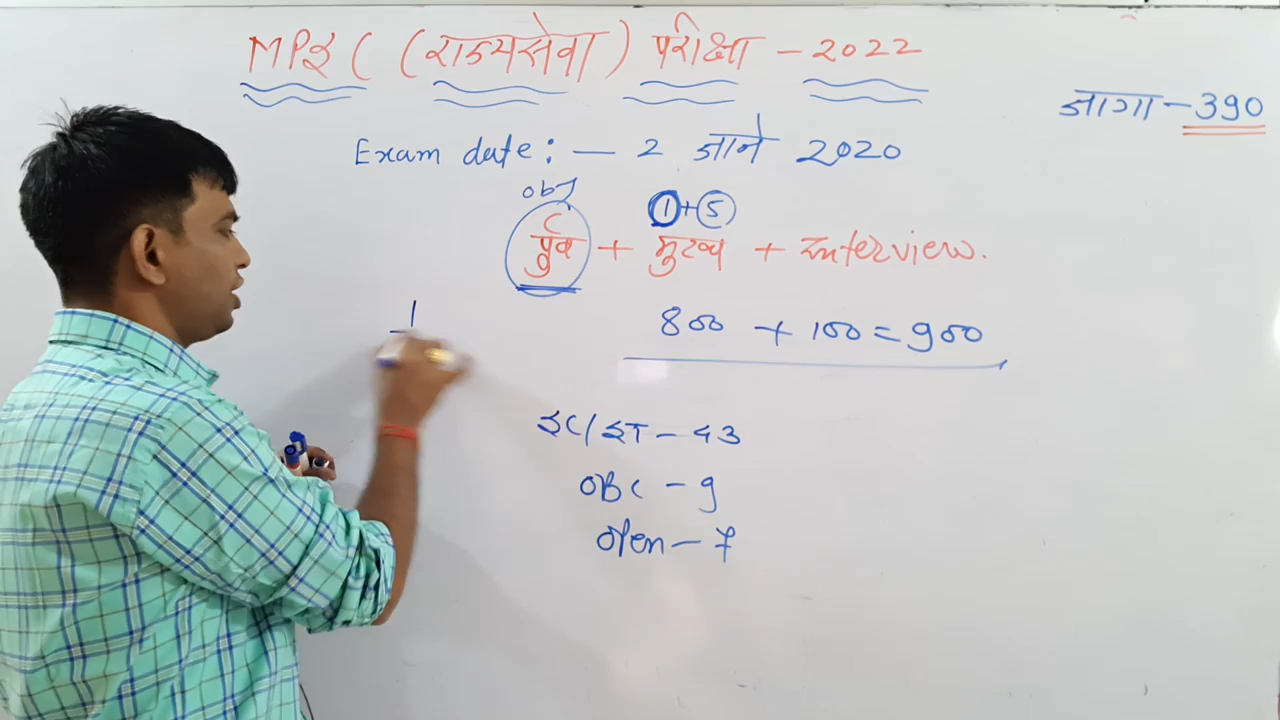 MPSC (राज्यसेवा) परीक्षा - 2022
जागा - 390
Exam date : - 2 जाने 2020
obj
1 + 5
पुर्व + मुख्य + Interview.
800 + 100 = 900
SC/ST - 43
OBC - 9
open - 7